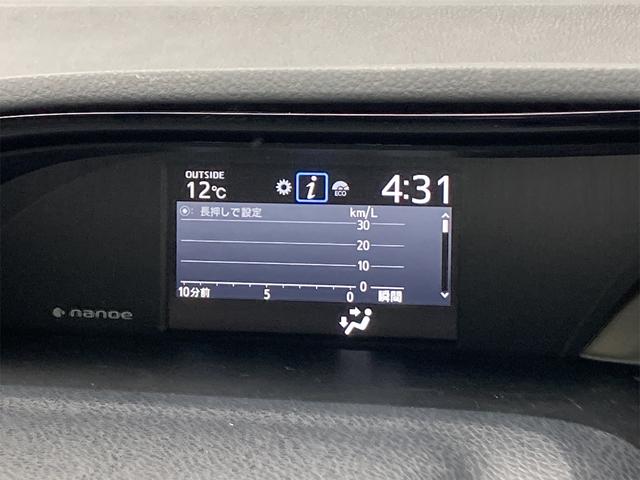 OUTSIDE
12℃
i
ECO
4:31
◉: 長押しで設定
km/L
30
20
10
0
10分前 5 0 瞬間
nanoe